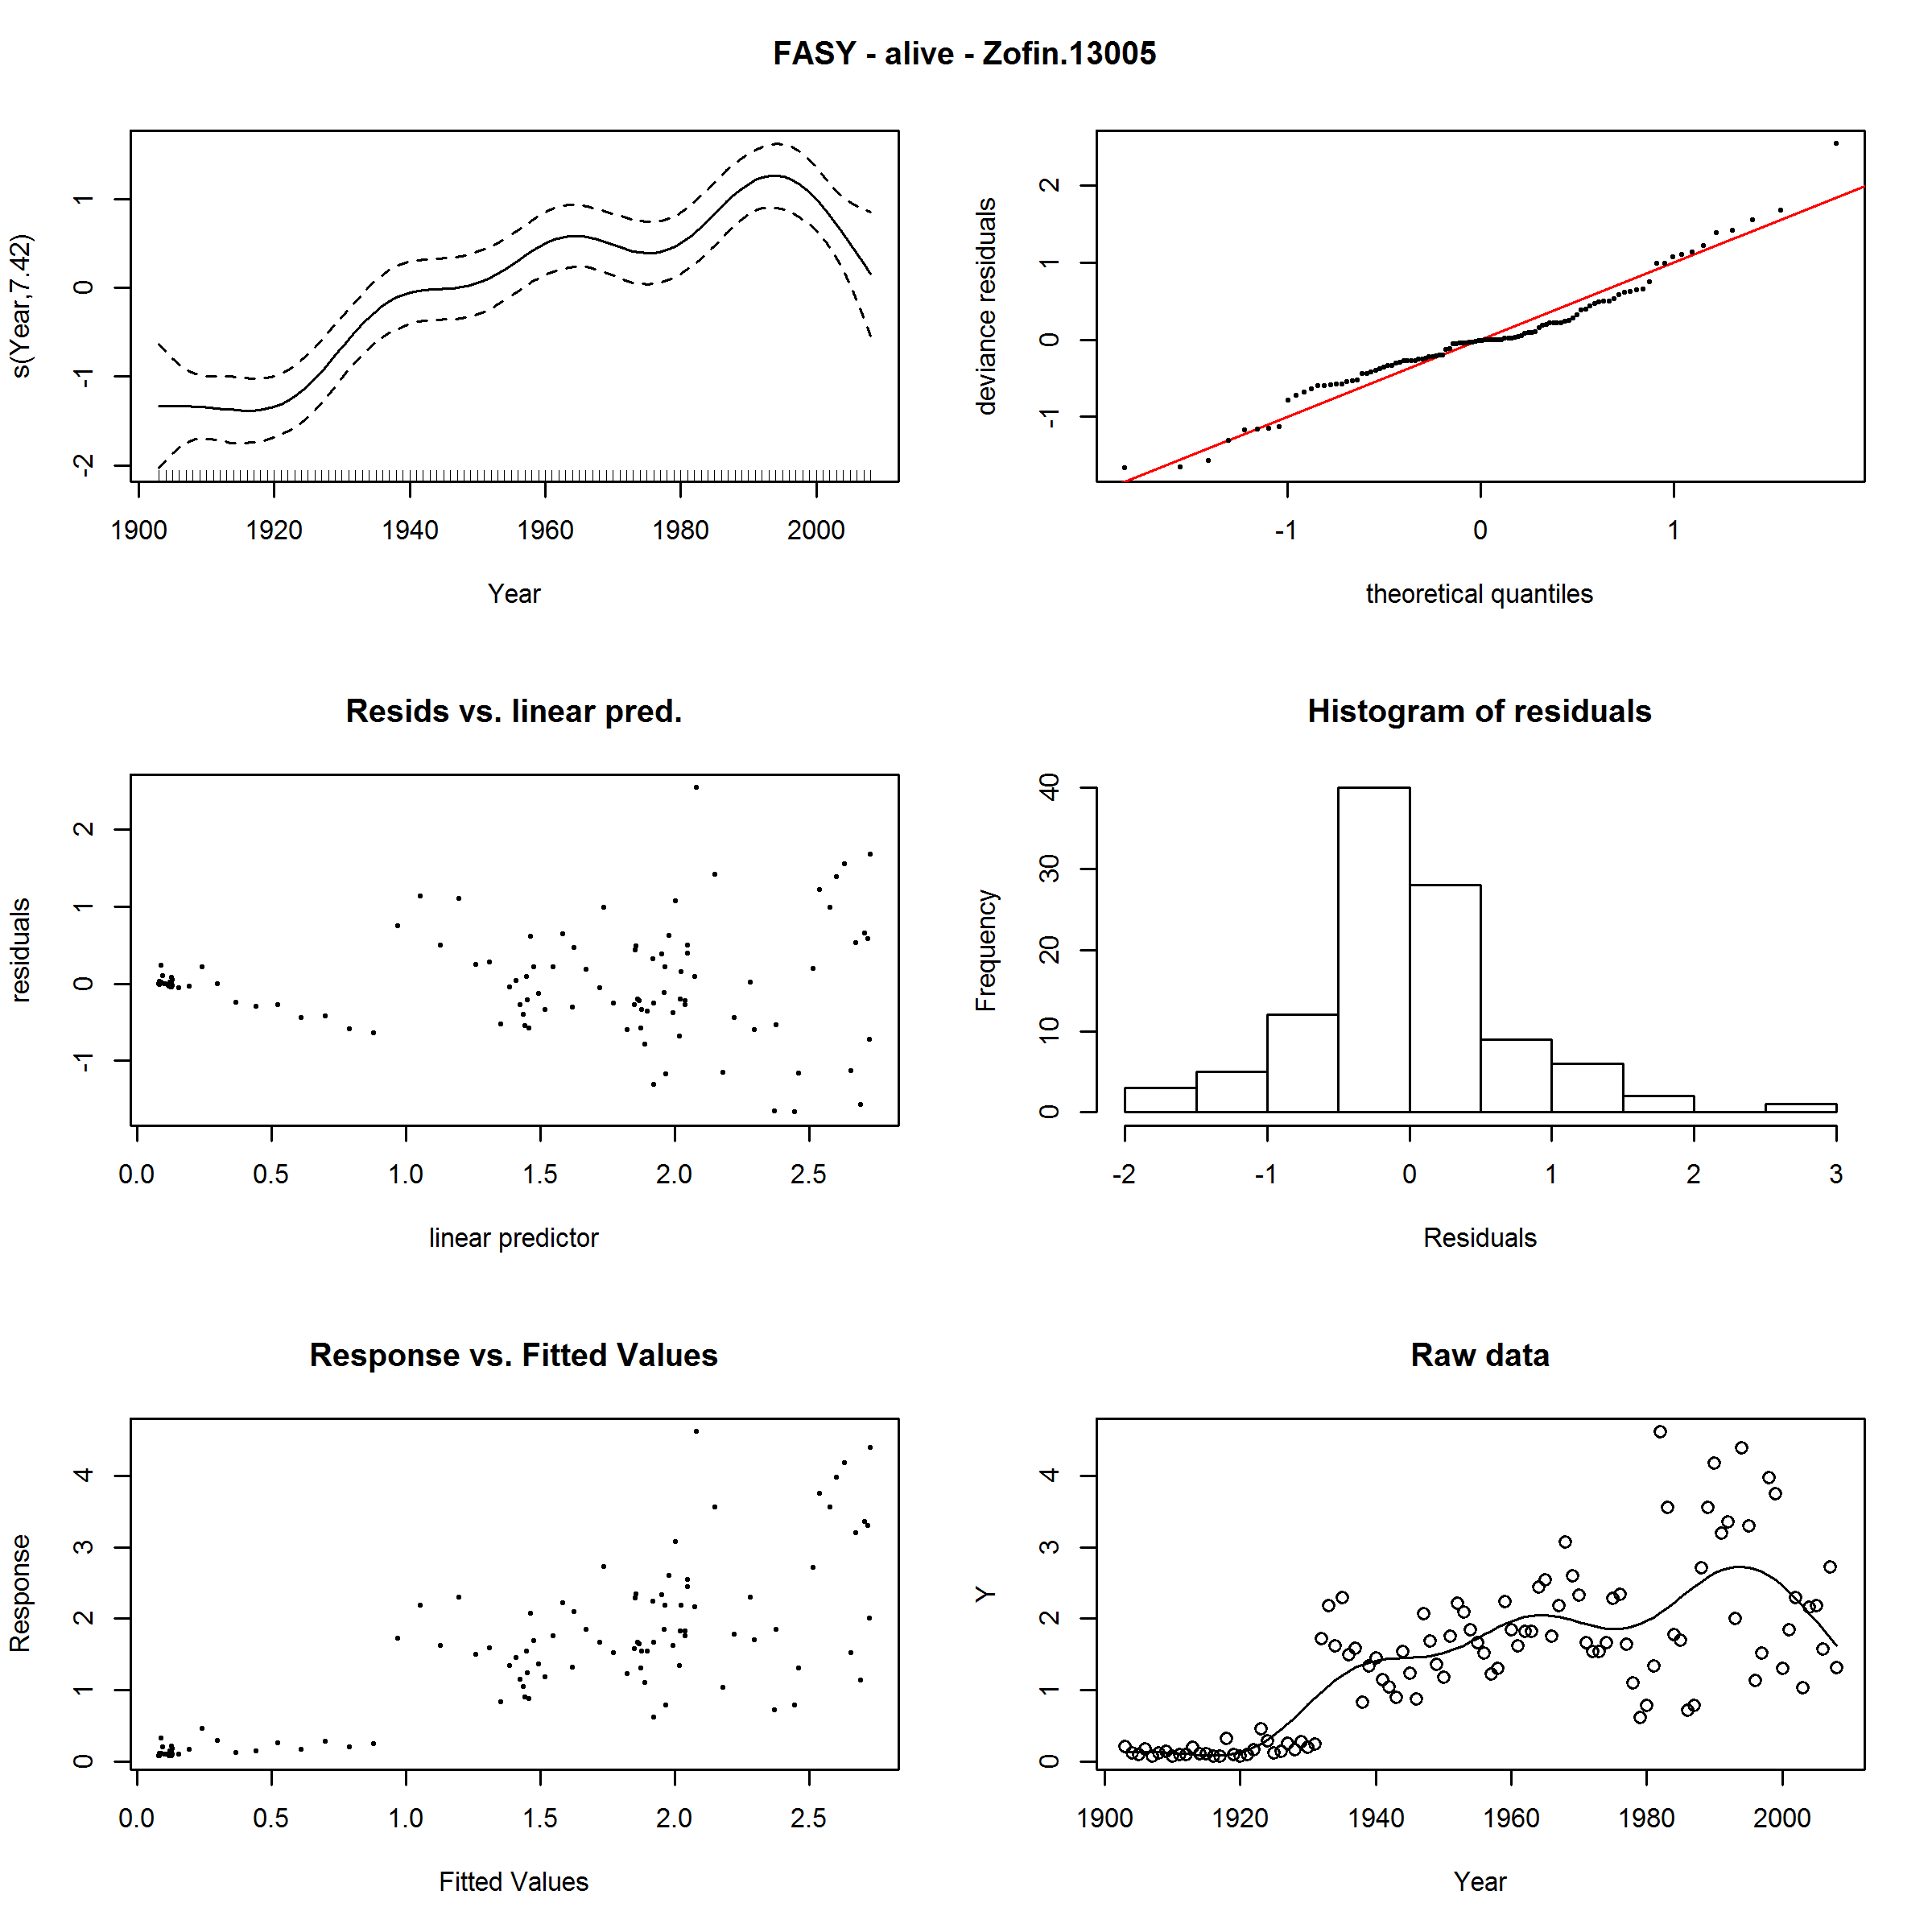 FASY - alive - Zofin.13005
s(Year,7.42)
-2 -1 0 1
1900 1920 1940 1960 1980 2000
Year
deviance residuals
-1 0 1 2
-1 0 1
theoretical quantiles
Resids vs. linear pred.
residuals
-1 0 1 2
0.0 0.5 1.0 1.5 2.0 2.5
linear predictor
Histogram of residuals
Frequency
0 10 20 30 40
-2 -1 0 1 2 3
Residuals
Response vs. Fitted Values
Response
0 1 2 3 4
0.0 0.5 1.0 1.5 2.0 2.5
Fitted Values
Raw data
Y
0 1 2 3 4
1900 1920 1940 1960 1980 2000
Year